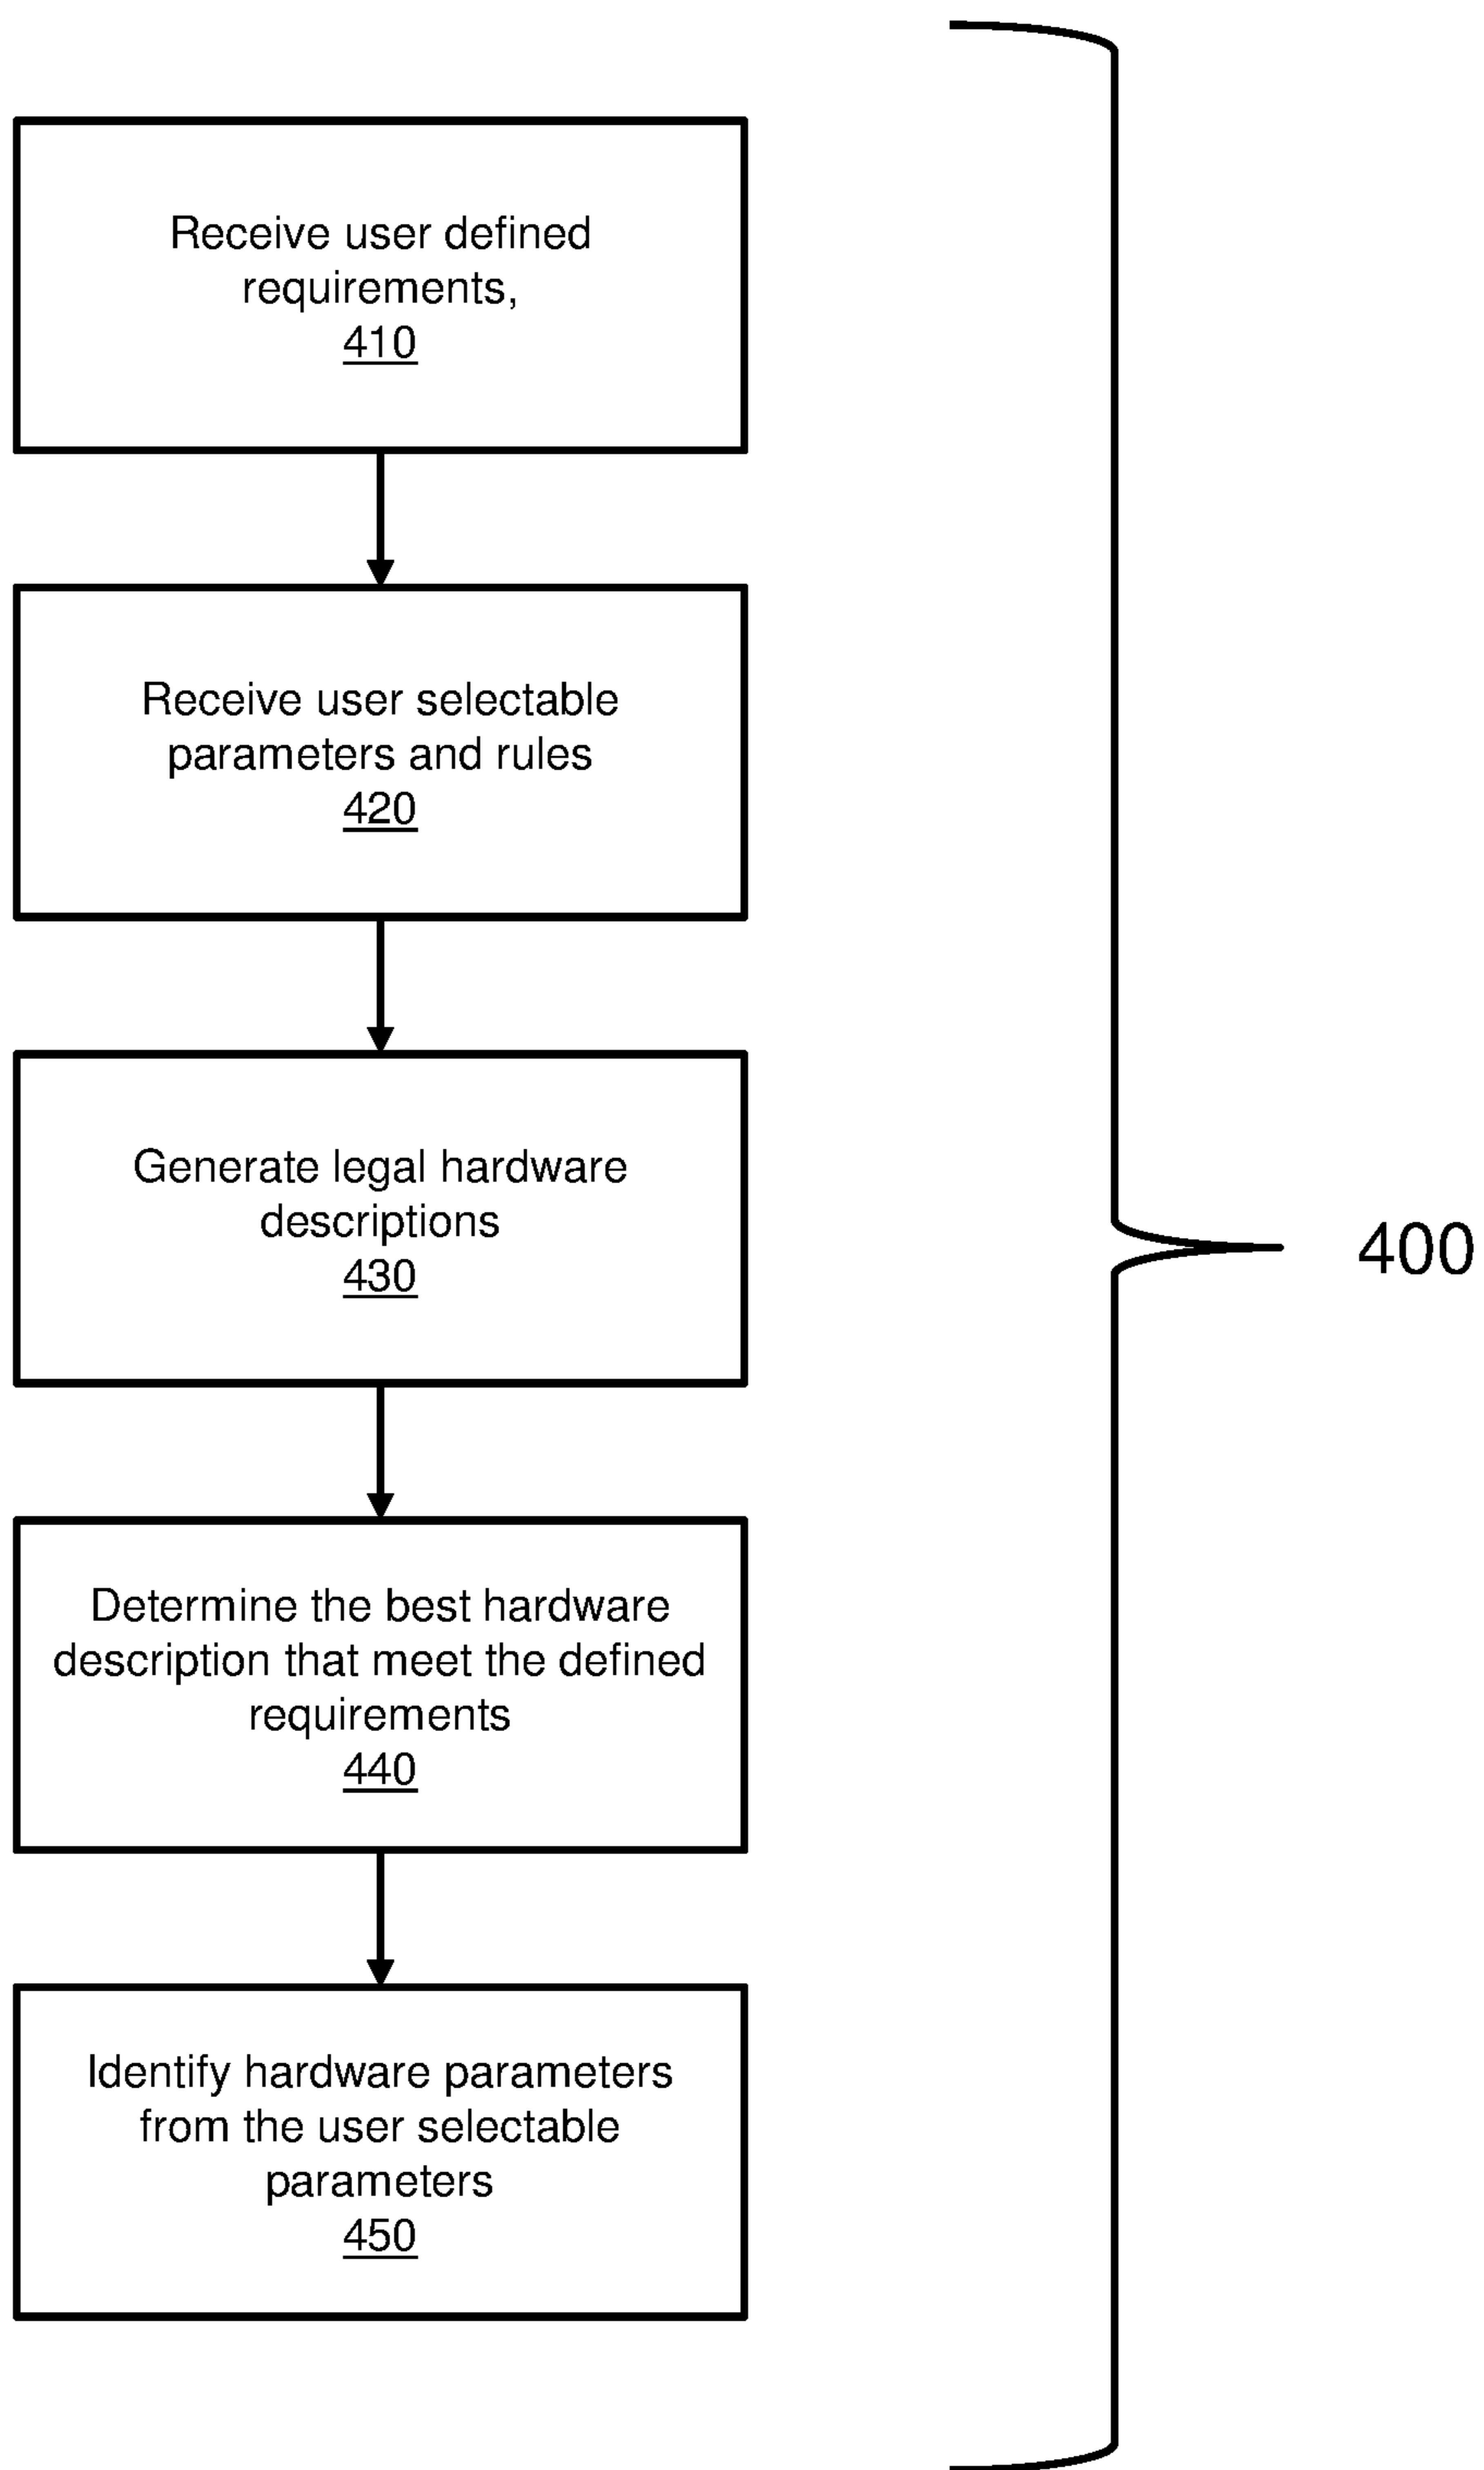 Receive user defined
requirements,
410
Receive user selectable
parameters and rules
420
Generate legal hardware
descriptions
430
400
Determine the best hardware
description that meet the defined
requirements
440
Identify hardware parameters
from the user selectable
parameters
450